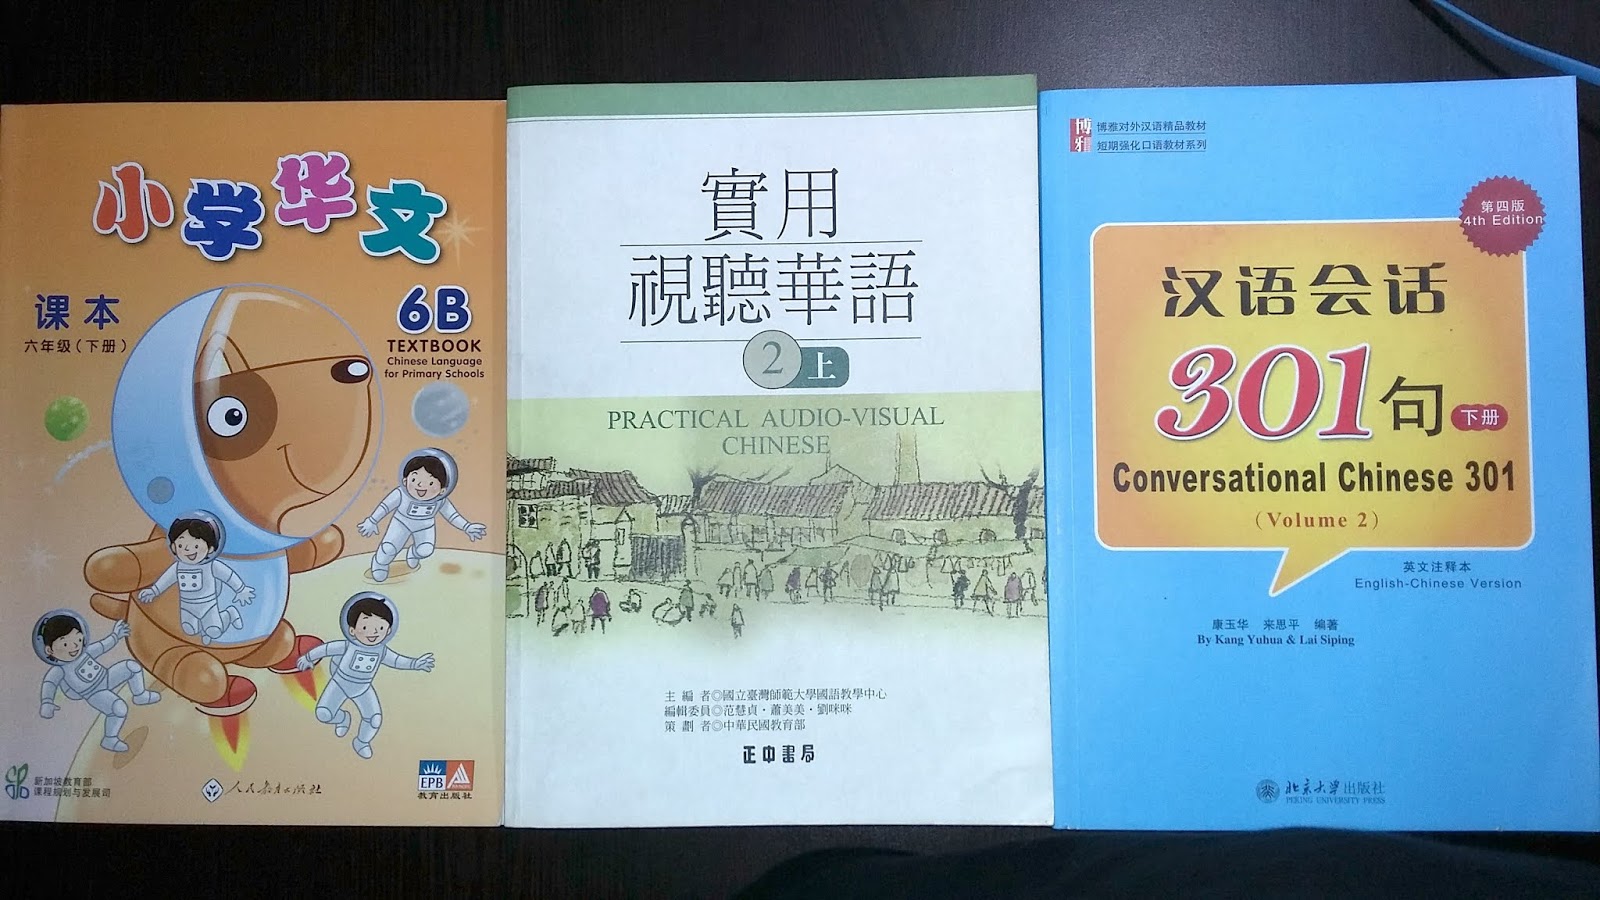 小学华文
课本
六年级(下册)
6B
TEXTBOOK
Chinese Language
for Primary Schools
新加坡教育部
课程规划与发展司
人民教育出版社
EPB
教育出版社
實用
視聽華語
2上
PRACTICAL AUDIO-VISUAL
CHINESE
主 編 者◎國立臺灣師範大學國語教學中心
編輯委員◎范慧貞・蕭美美・劉咪咪
策 劃 者◎中華民國教育部
正中書局
博雅
博雅对外汉语精品教材
短期强化口语教材系列
第四版
4th Edition
汉语会话
301句
下册
Conversational Chinese 301
(Volume 2)
英文注释本
English-Chinese Version
康玉华 来思平 编著
By Kang Yuhua & Lai Siping
北京大学出版社
PEKING UNIVERSITY PRESS